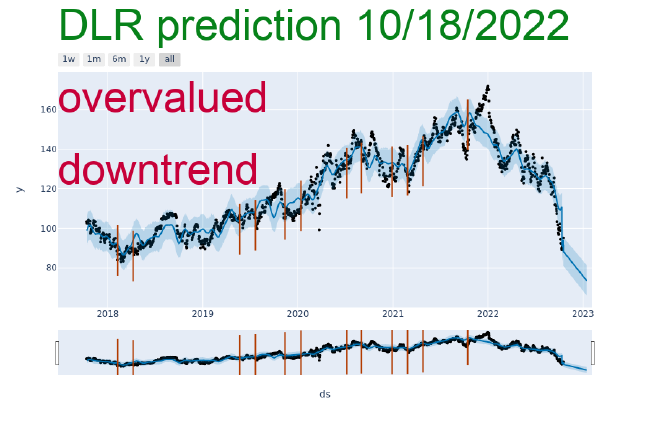 DLR prediction 10/18/2022
1w 1m 6m 1y all
overvalued
downtrend
160
140
120
100
80
y
2018 2019 2020 2021 2022 2023
ds